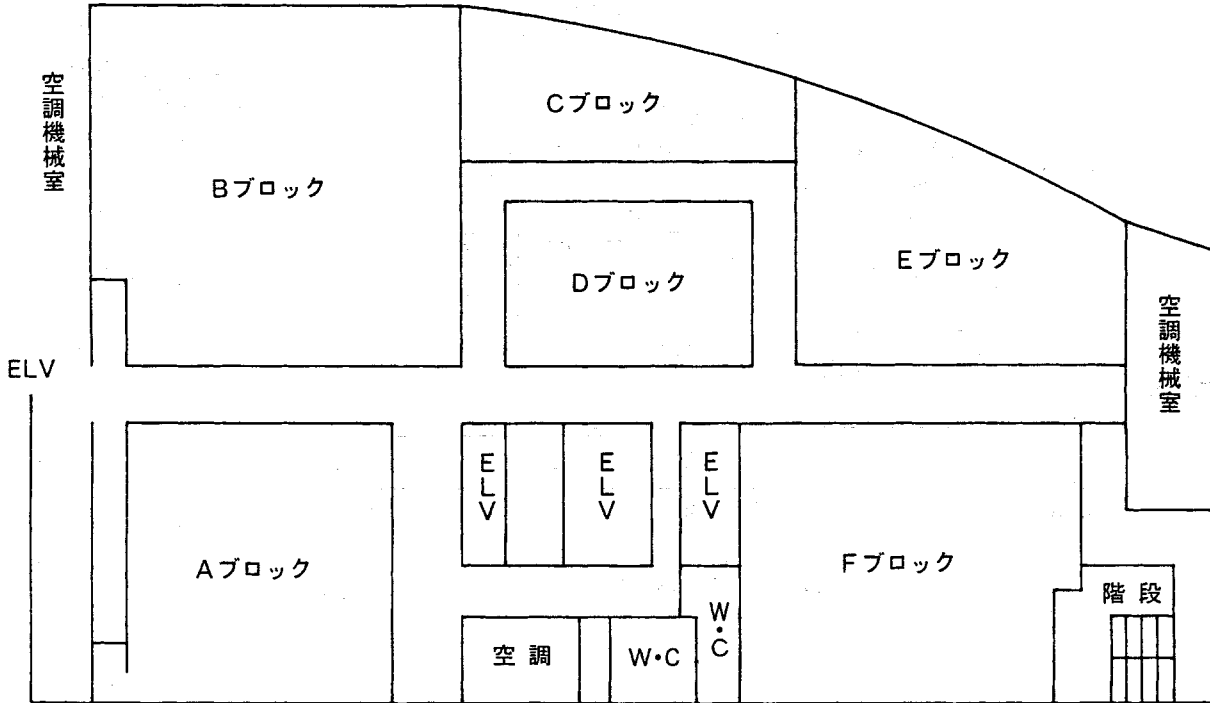 空調機械室
Cブロック
Bブロック
Eブロック
Dブロック
空調機械室
ELV
ELV
ELV
ELV
Aブロック
Fブロック
階段
W・C
空調
W・C